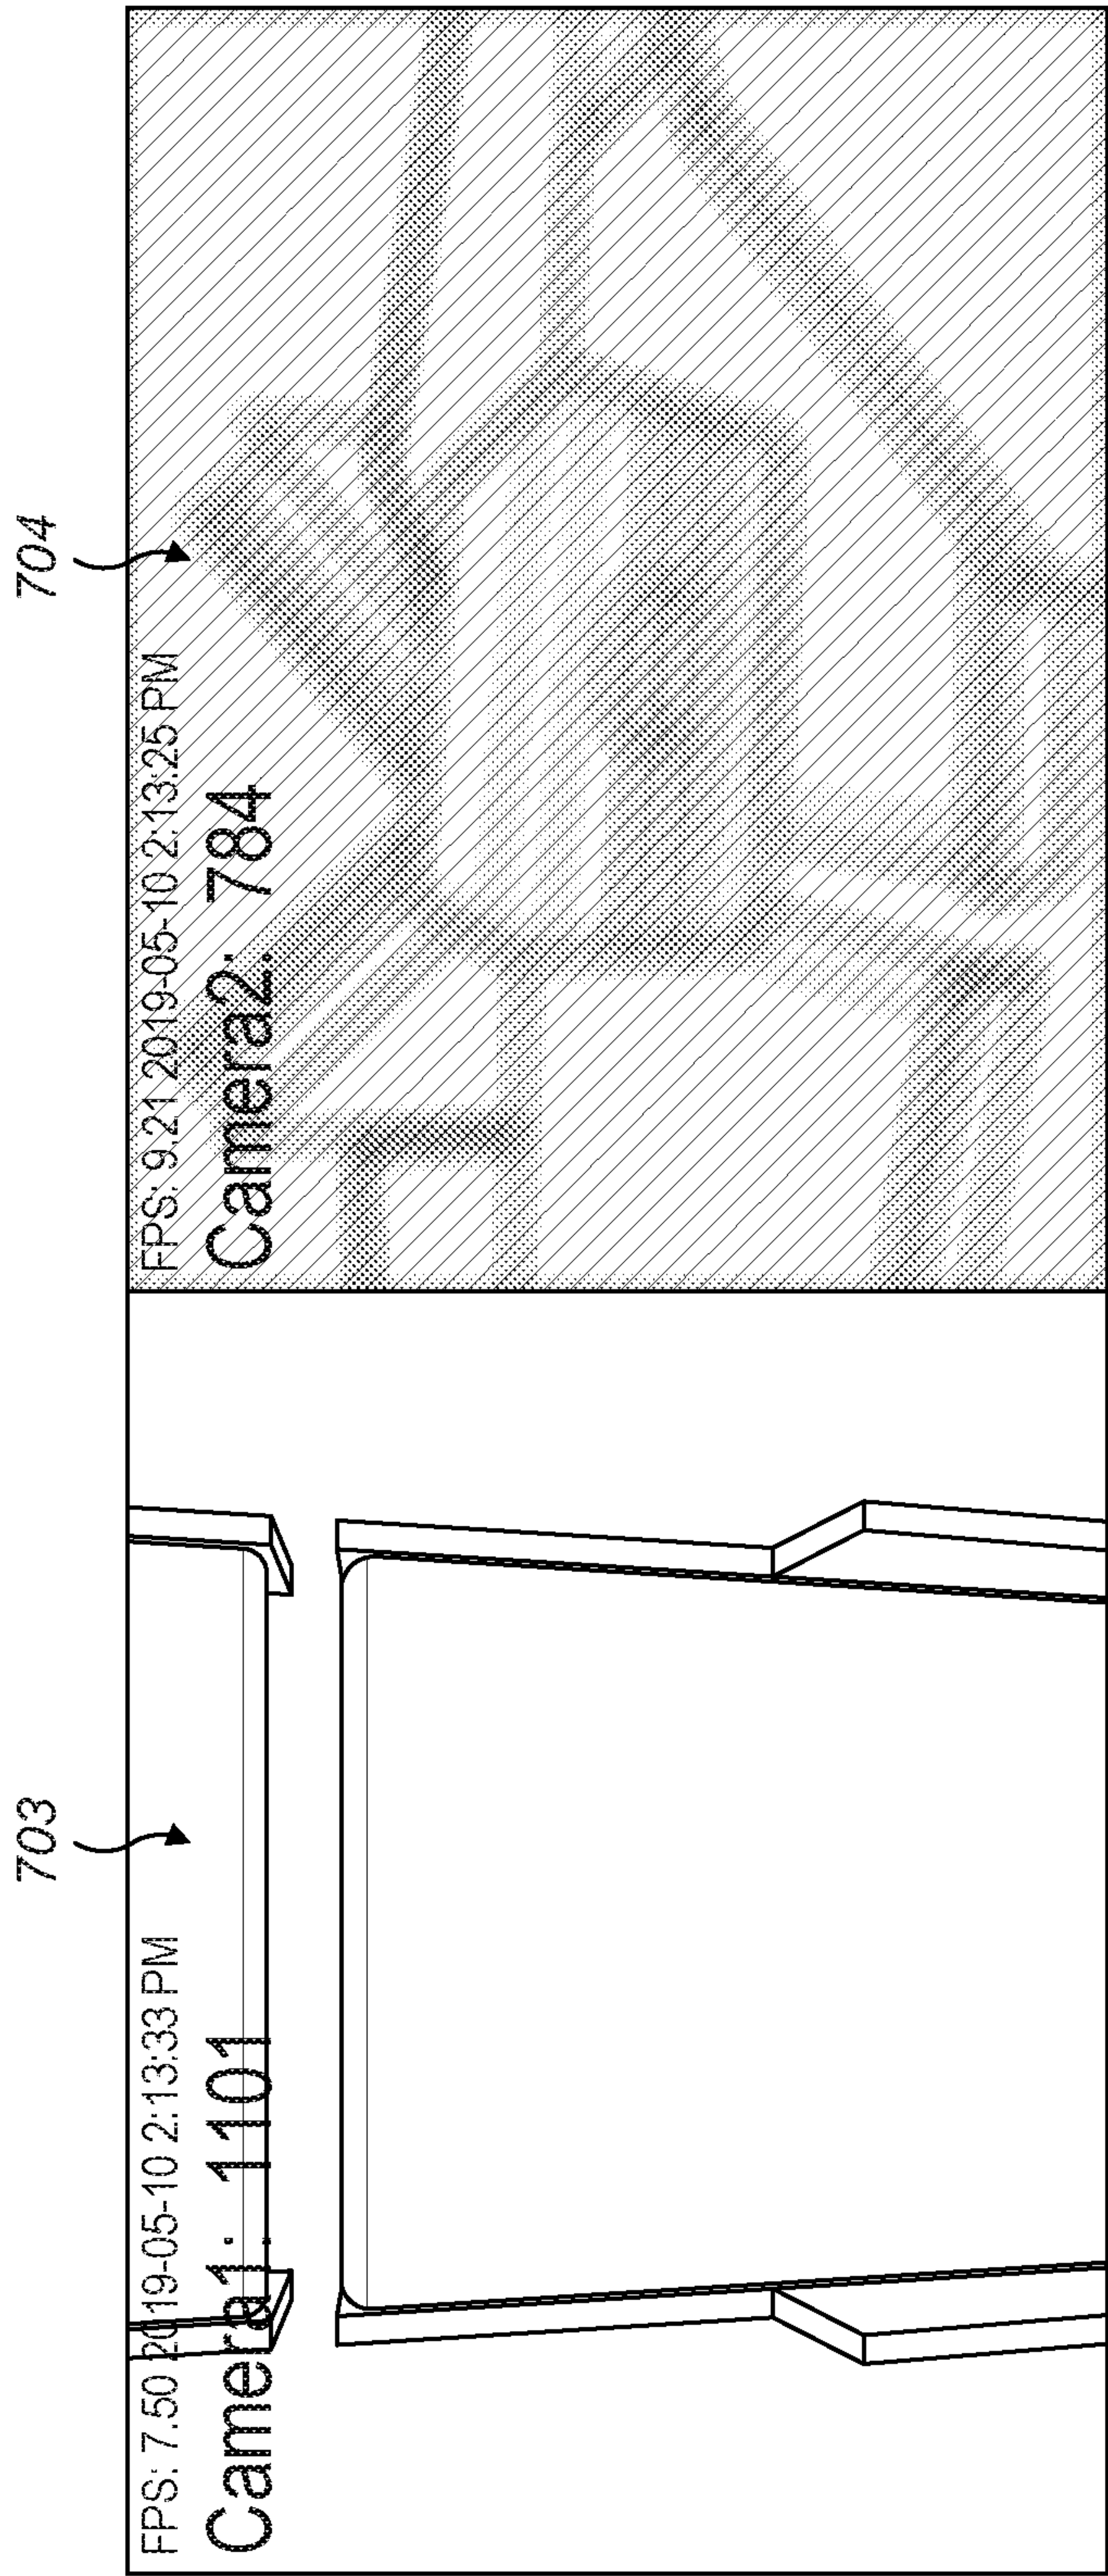 703
704
FPS: 7.50 2019-05-10 2:13:33 PM
Camera1: 1101
FPS: 9.21 2019-05-10 2:13:25 PM
Camera2: 784